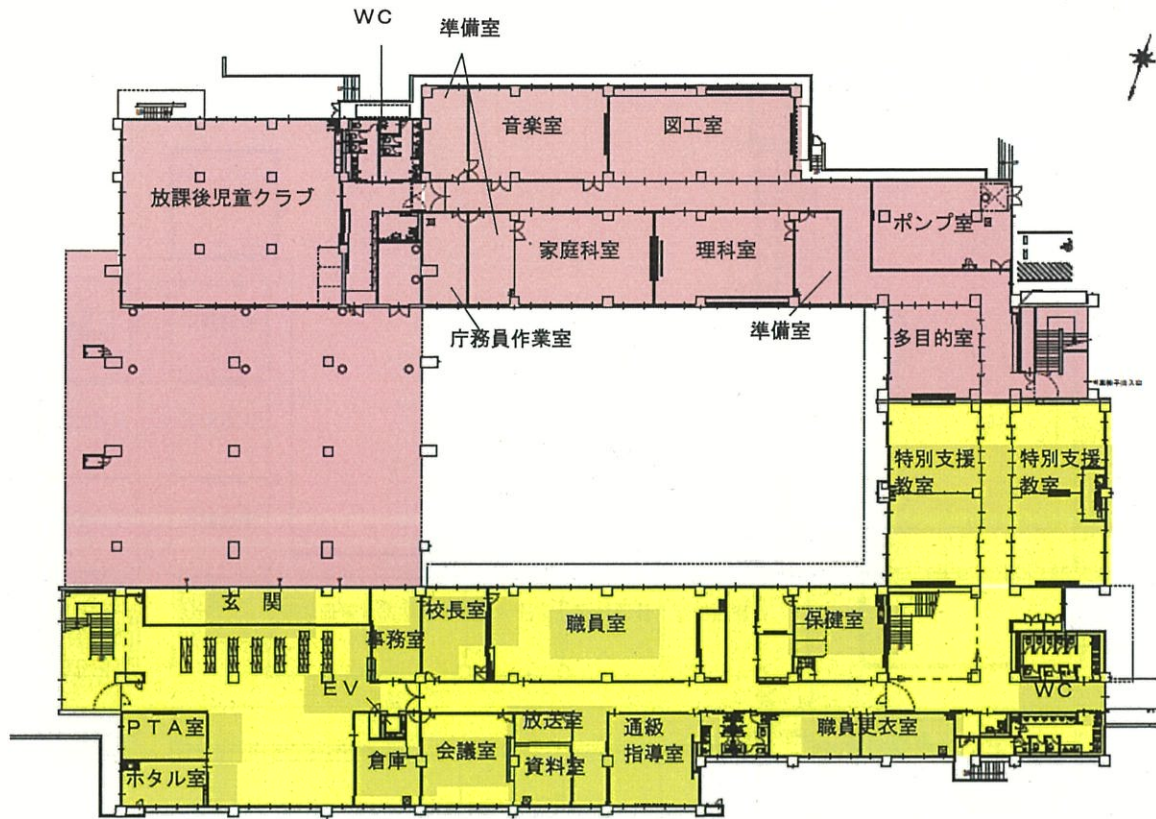 WC
準備室
音楽室
図工室
放課後児童クラブ
ポンプ室
家庭科室
理科室
庁務員作業室
準備室
多目的室
特別支援
教室
特別支援
教室
玄関
校長室
事務室
職員室
保健室
EV
WC
PTA室
放送室
通級
指導室
職員更衣室
倉庫
会議室
資料室
ホタル室